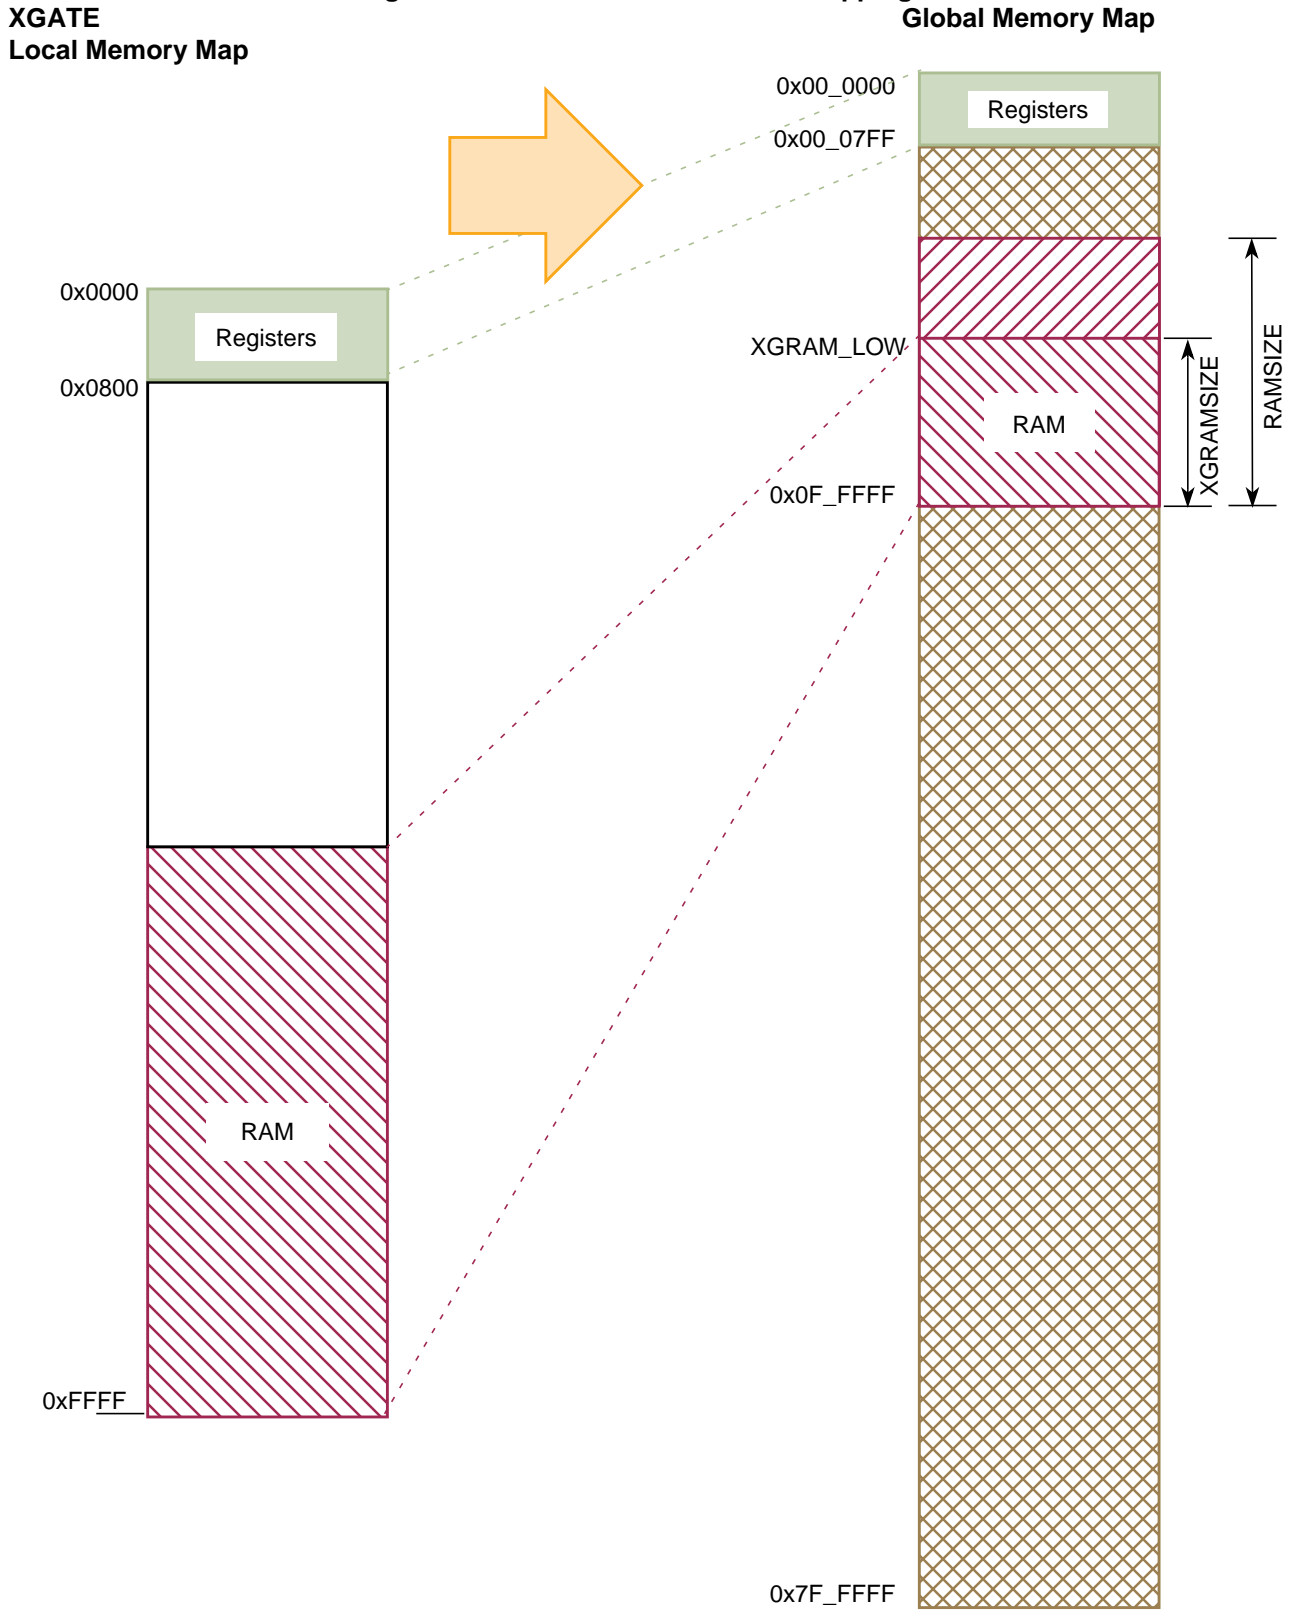 XGATE
Local Memory Map
Global Memory Map
0x00_0000
Registers
0x00_07FF
0x0000
Registers
0x0800
XGRAM_LOW
RAM
XGRAMSIZE
RAMSIZE
0x0F_FFFF
RAM
0xFFFF
0x7F_FFFF